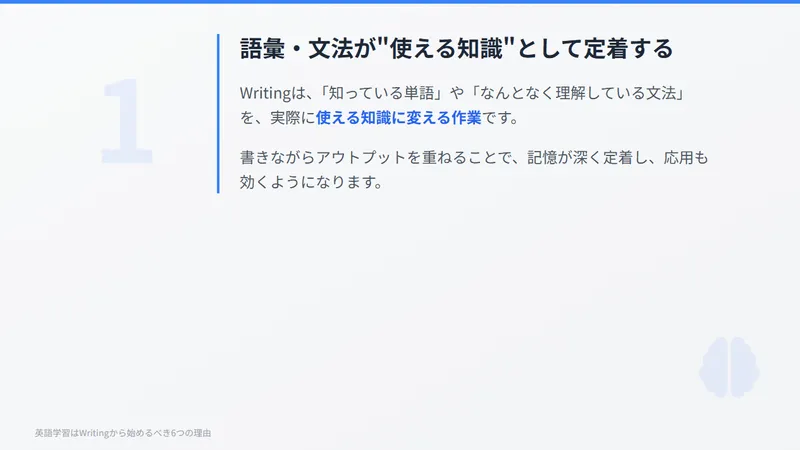 1
語彙・文法が"使える知識"として定着する
Writingは、「知っている単語」や「なんとなく理解している文法」
を、実際に使える知識に変える作業です。
書きながらアウトプットを重ねることで、記憶が深く定着し、応用も
効くようになります。
英語学習はWritingから始めるべき6つの理由